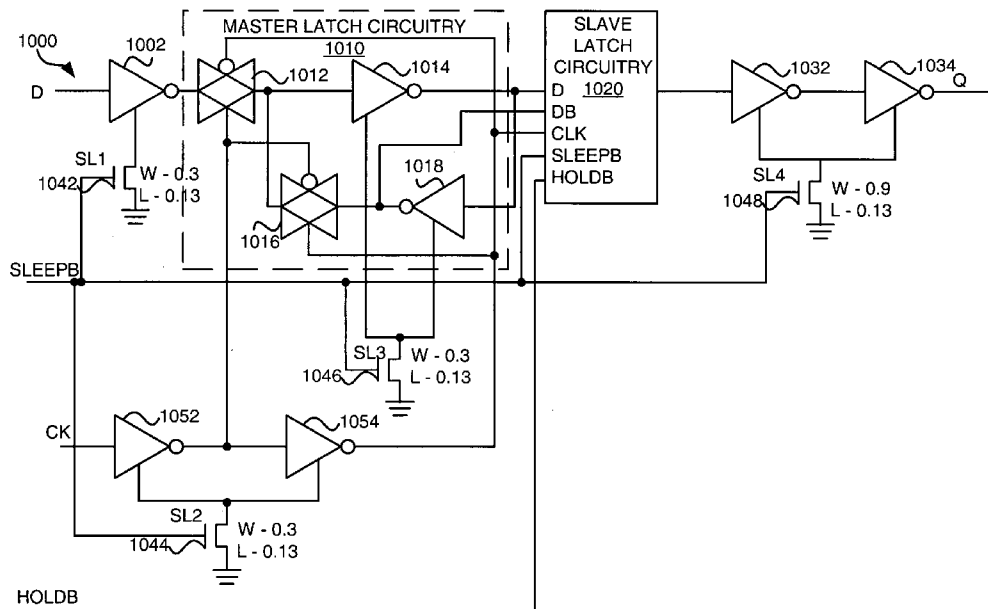 MASTER LATCH CIRCUITRY
1010
1000
1002
D
1012
1014
SLAVE
LATCH
CIRCUITRY
1020
D
DB
CLK
SLEEPB
HOLDB
1032
1034
Q
SL1
1042
W - 0.3
L - 0.13
1016
1018
SL4
1048
W - 0.9
L - 0.13
SLEEPB
SL3
1046
W - 0.3
L - 0.13
CK
1052
1054
SL2
1044
W - 0.3
L - 0.13
HOLDB